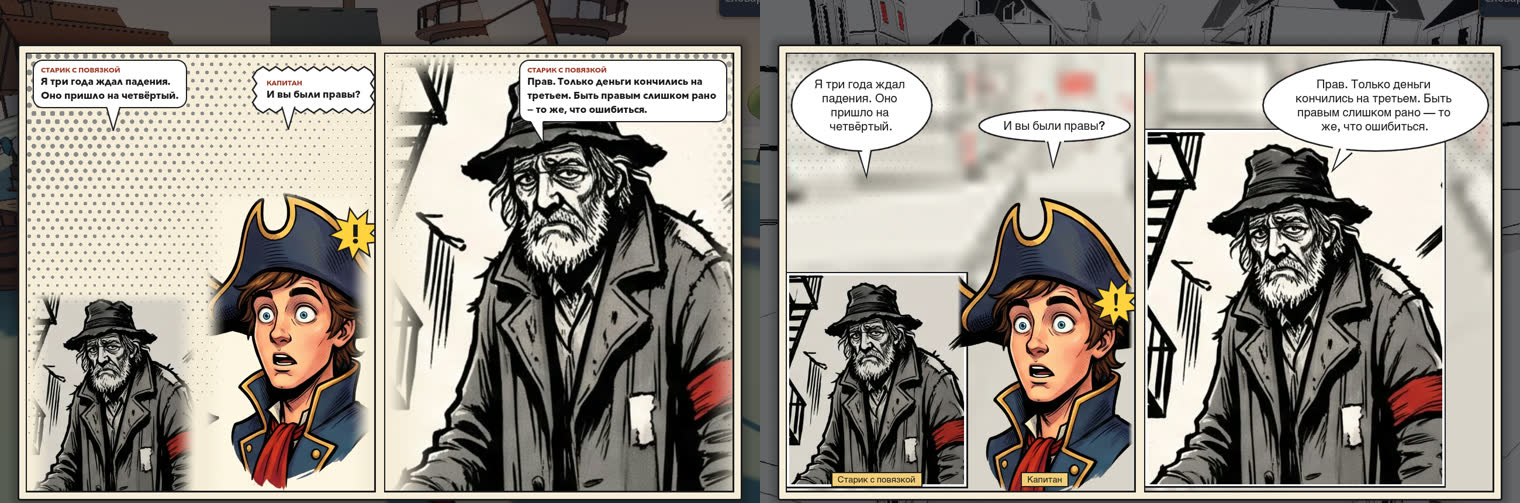 СТАРИК С ПОВЯЗКОЙ
Я три года ждал падения.
Оно пришло на четвёртый.
КАПИТАН
И вы были правы?
!
СТАРИК С ПОВЯЗКОЙ
Прав. Только деньги кончились на
третьем. Быть правым слишком рано
– то же, что ошибиться.
Я три года ждал
падения. Оно
пришло на
четвёртый.
И вы были правы?
!
Старик с повязкой
Капитан
Прав. Только деньги
кончились на третьем. Быть
правым слишком рано — то
же, что ошибиться.